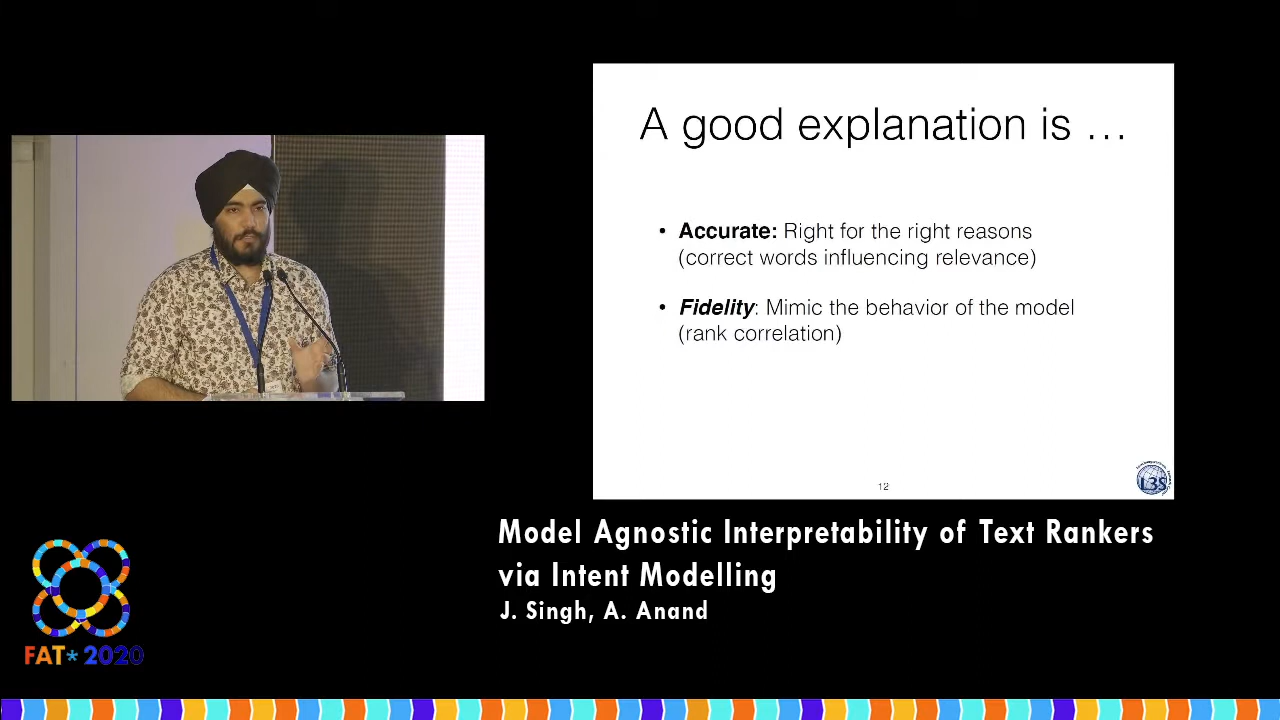 A good explanation is …
• Accurate: Right for the right reasons
(correct words influencing relevance)
• Fidelity: Mimic the behavior of the model
(rank correlation)
12
L3S
Model Agnostic Interpretability of Text Rankers
via Intent Modelling
J. Singh, A. Anand
FAT* 2020